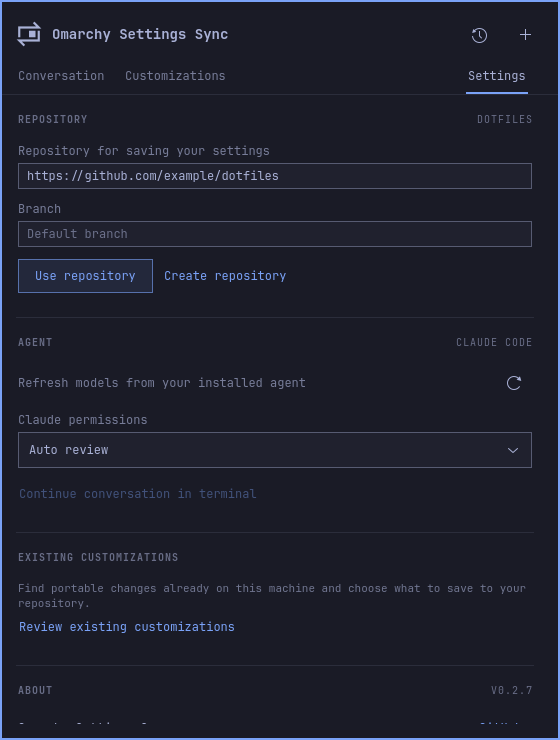 Omarchy Settings Sync
Conversation Customizations Settings
REPOSITORY DOTFILES
Repository for saving your settings
https://github.com/example/dotfiles
Branch
Default branch
Use repository Create repository
AGENT CLAUDE CODE
Refresh models from your installed agent
Claude permissions
Auto review
Continue conversation in terminal
EXISTING CUSTOMIZATIONS
Find portable changes already on this machine and choose what to save to your
repository.
Review existing customizations
ABOUT V0.2.7